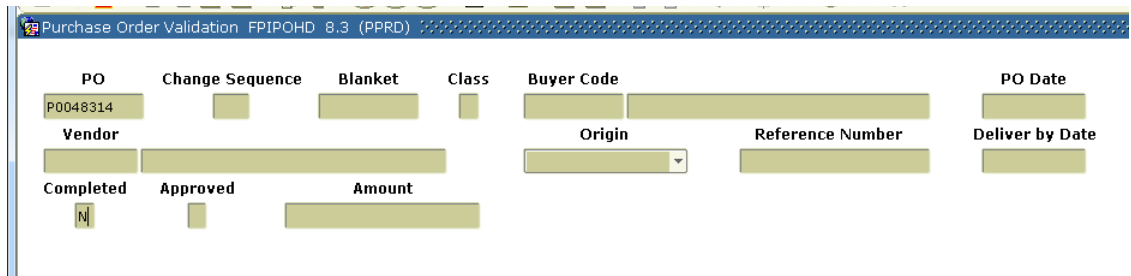 Purchase Order Validation FPIPOHD 8.3 (PPRD)
PO Change Sequence Blanket Class Buyer Code PO Date
P0048314
Vendor Origin Reference Number Deliver by Date
Completed Approved Amount
N